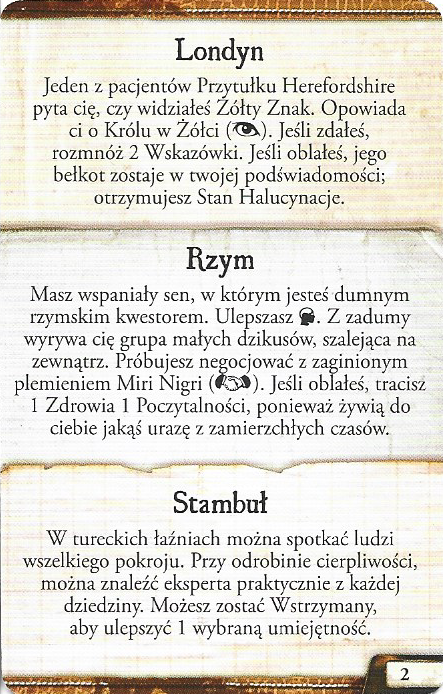 Londyn
Jeden z pacjentów Przytułku Herefordshire
pyta cię, czy widziałeś Żółty Znak. Opowiada
ci o Królu w Żółci (). Jeśli zdałeś,
rozmnóż 2 Wskazówki. Jeśli oblałeś, jego
bełkot zostaje w twojej podświadomości;
otrzymujesz Stan Halucynacje.
Rzym
Masz wspaniały sen, w którym jesteś dumnym
rzymskim kwestorem. Ulepszasz . Z zadumy
wyrywa cię grupa małych dzikusów, szalejąca na
zewnątrz. Próbujesz negocjować z zaginionym
plemieniem Miri Nigri (). Jeśli oblałeś, tracisz
1 Zdrowia 1 Poczytalności, ponieważ żywią do
ciebie jakąś urazę z zamierzchłych czasów.
Stambuł
W tureckich łaźniach można spotkać ludzi
wszelkiego pokroju. Przy odrobinie cierpliwości,
można znaleźć eksperta praktycznie z każdej
dziedziny. Możesz zostać Wstrzymany,
aby ulepszyć 1 wybraną umiejętność.
2